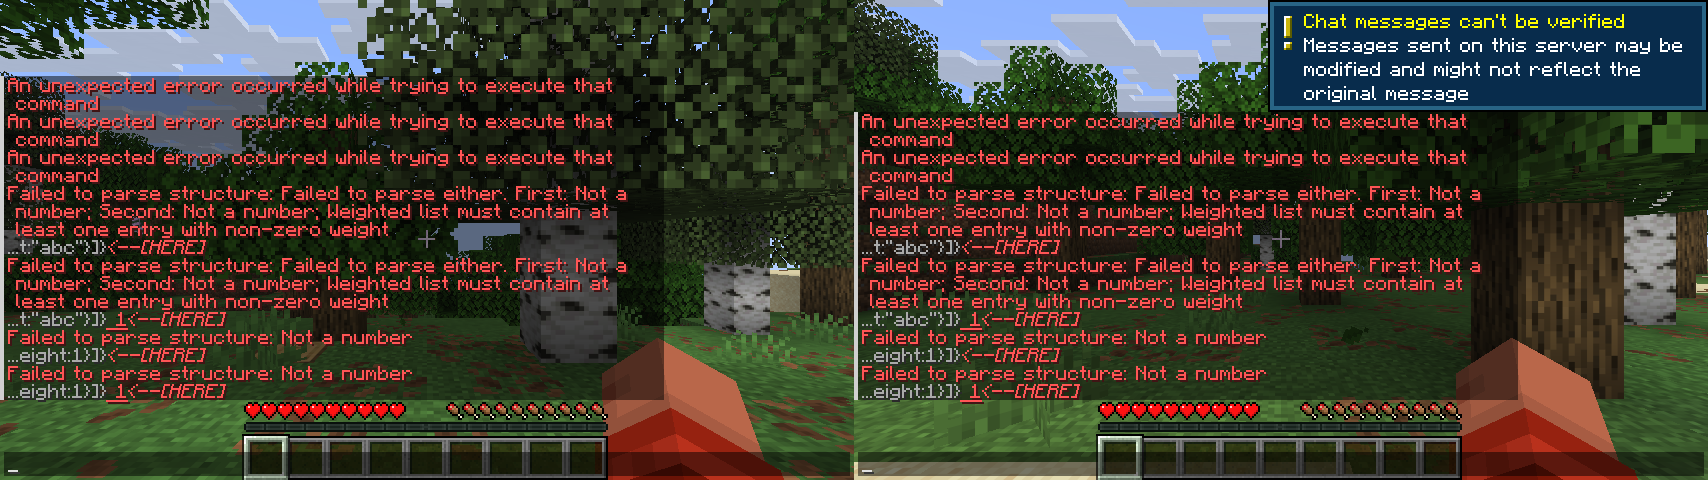 An unexpected error occurred while trying to execute that
command
An unexpected error occurred while trying to execute that
command
An unexpected error occurred while trying to execute that
command
Failed to parse structure: Failed to parse either. First: Not a
number; Second: Not a number; Weighted list must contain at
least one entry with non-zero weight
...t:"abc"}]}<--[HERE]
Failed to parse structure: Failed to parse either. First: Not a
number; Second: Not a number; Weighted list must contain at
least one entry with non-zero weight
...t:"abc"}]} 1<--[HERE]
Failed to parse structure: Not a number
...eight:1}]}<--[HERE]
Failed to parse structure: Not a number
...eight:1}]} 1<--[HERE]
_
Chat messages can't be verified
Messages sent on this server may be
modified and might not reflect the
original message
An unexpected error occurred while trying to execute that
command
An unexpected error occurred while trying to execute that
command
Failed to parse structure: Failed to parse either. First: Not a
number; Second: Not a number; Weighted list must contain at
least one entry with non-zero weight
...t:"abc"}]}<--[HERE]
Failed to parse structure: Failed to parse either. First: Not a
number; Second: Not a number; Weighted list must contain at
least one entry with non-zero weight
...t:"abc"}]} 1<--[HERE]
Failed to parse structure: Not a number
...eight:1}]}<--[HERE]
Failed to parse structure: Not a number
...eight:1}]} 1<--[HERE]
_